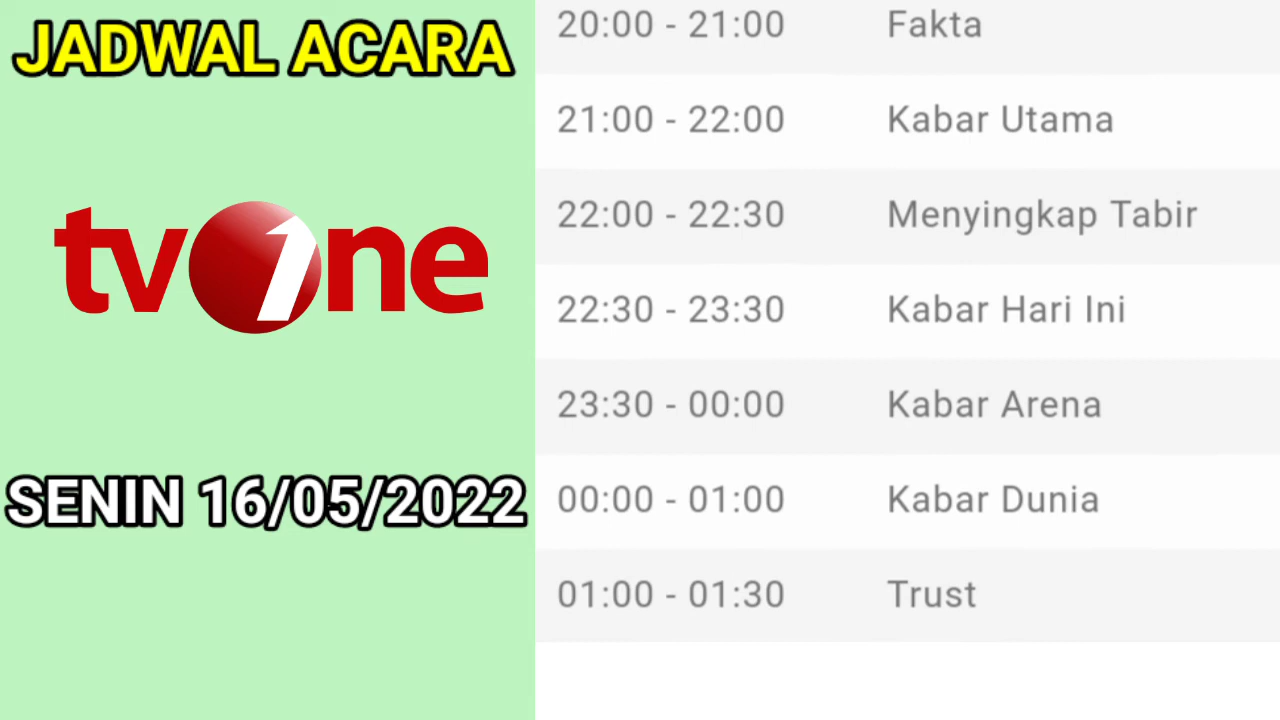 JADWAL ACARA
tvOne
SENIN 16/05/2022
20:00 - 21:00 Fakta
21:00 - 22:00 Kabar Utama
22:00 - 22:30 Menyingkap Tabir
22:30 - 23:30 Kabar Hari Ini
23:30 - 00:00 Kabar Arena
00:00 - 01:00 Kabar Dunia
01:00 - 01:30 Trust